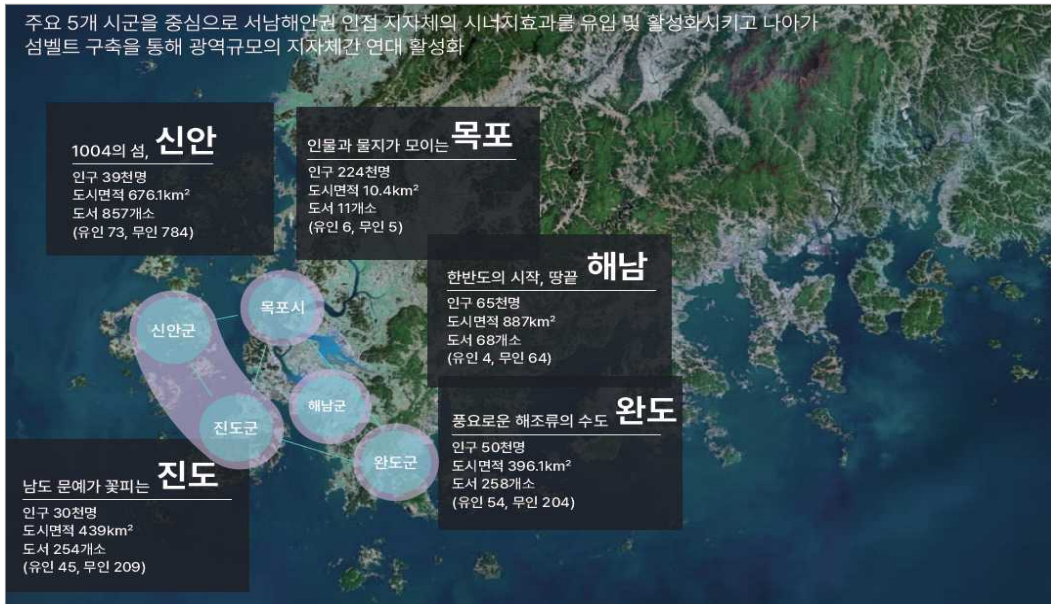 주요 5개 시군을 중심으로 서남해안권 인접 지자체의 시너지효과를 유입 및 활성화시키고 나아가
섬벨트 구축을 통해 광역규모의 지자체간 연대 활성화
1004의 섬, 신안
인구 39천명
도시면적 676.1km²
도서 857개소
(유인 73, 무인 784)
인물과 물지가 모이는 목포
인구 224천명
도시면적 10.4km²
도서 11개소
(유인 6, 무인 5)
한반도의 시작, 땅끝 해남
인구 65천명
도시면적 887km²
도서 68개소
(유인 4, 무인 64)
신안군
목포시
해남군
진도군
완도군
풍요로운 해조류의 수도 완도
인구 50천명
도시면적 396.1km²
도서 258개소
(유인 54, 무인 204)
남도 문예가 꽃피는 진도
인구 30천명
도시면적 439km²
도서 254개소
(유인 45, 무인 209)